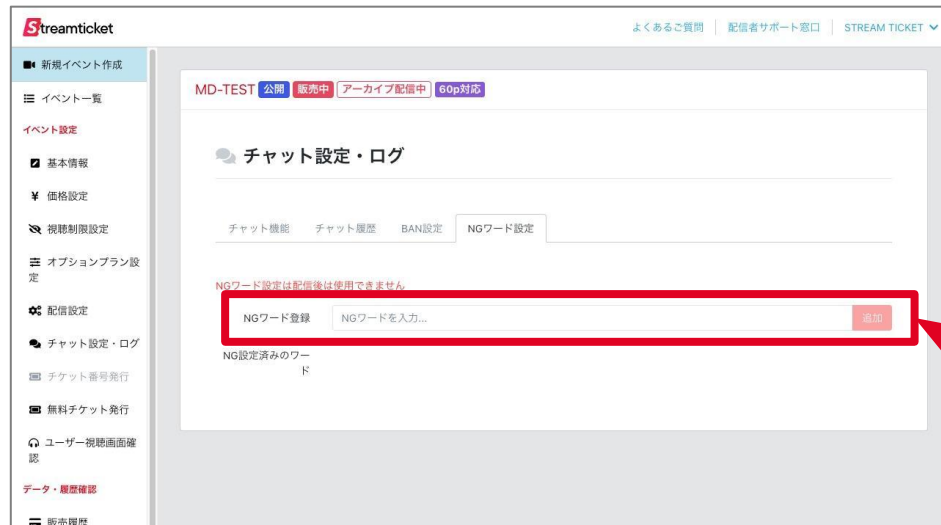 Streamticket
よくあるご質問
配信者サポート窓口
STREAM TICKET
新規イベント作成
イベント一覧
イベント設定
基本情報
価格設定
視聴制限設定
オプションプラン設
定
配信設定
チャット設定・ログ
チケット番号発行
無料チケット発行
ユーザー視聴画面確
認
データ・履歴確認
販売履歴
MD-TEST 公開 販売中 アーカイブ配信中 60p対応
チャット設定・ログ
チャット機能 チャット履歴 BAN設定 NGワード設定
NGワード設定は配信後は使用できません
NGワード登録 NGワードを入力... 追加
NG設定済みのワー
ド